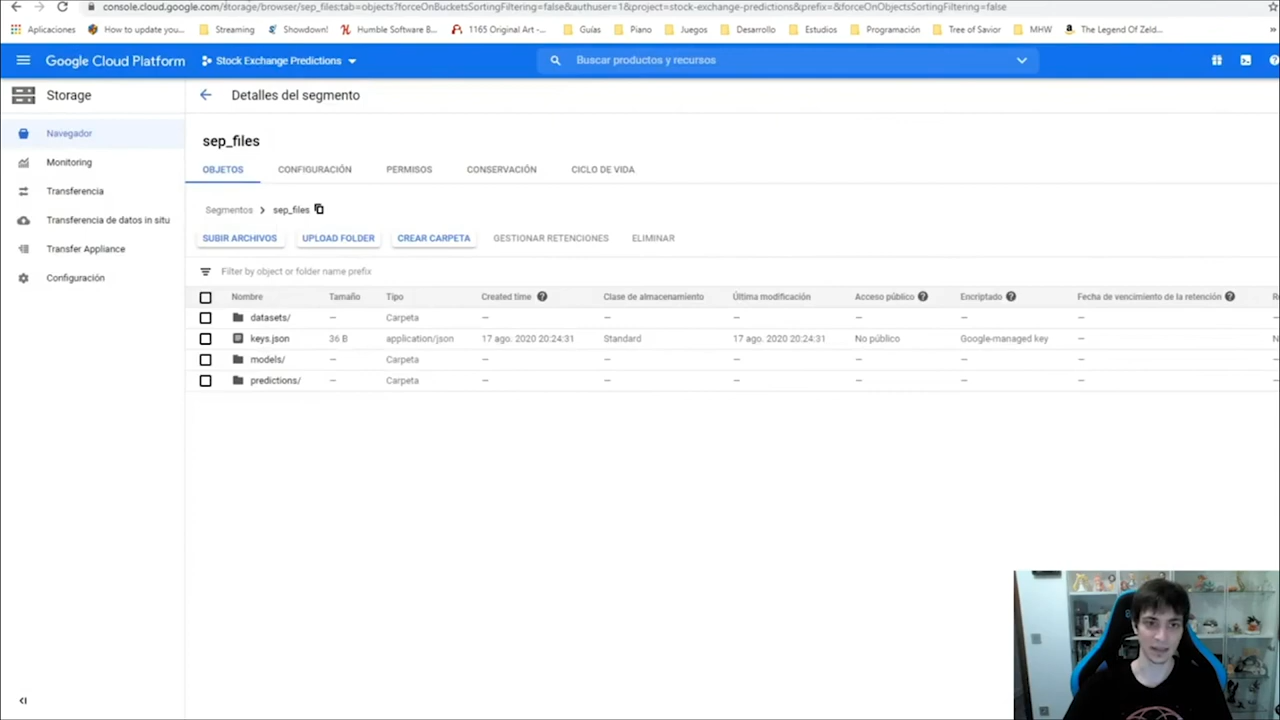 console.cloud.google.com/storage/browser/sep_files;tab=objects?forceOnBucketsSortingFiltering=false&authuser=1&project=stock-exchange-predictions&prefix=&forceOnObjectsSortingFiltering=false
Aplicaciones How to update you... Streaming Showdown! Humble Software B... 1165 Original Art -... Guías Piano Juegos Desarrollo Estudios Programación Tree of Savior MHW The Legend Of Zeld... »
Google Cloud Platform Stock Exchange Predictions Buscar productos y recursos
Storage Detalles del segmento
Navegador
Monitoring
Transferencia
Transferencia de datos in situ
Transfer Appliance
Configuración
sep_files
OBJETOS CONFIGURACIÓN PERMISOS CONSERVACIÓN CICLO DE VIDA
Segmentos sep_files
SUBIR ARCHIVOS UPLOAD FOLDER CREAR CARPETA GESTIONAR RETENCIONES ELIMINAR
Filter by object or folder name prefix
Nombre Tamaño Tipo Created time Clase de almacenamiento Última modificación Acceso público Encriptado Fecha de vencimiento de la retención
datasets/ — Carpeta — — — — — —
keys.json 36 B application/json 17 ago. 2020 20:24:31 Standard 17 ago. 2020 20:24:31 No público Google-managed key —
models/ — Carpeta — — — — — —
predictions/ — Carpeta — — — — — —